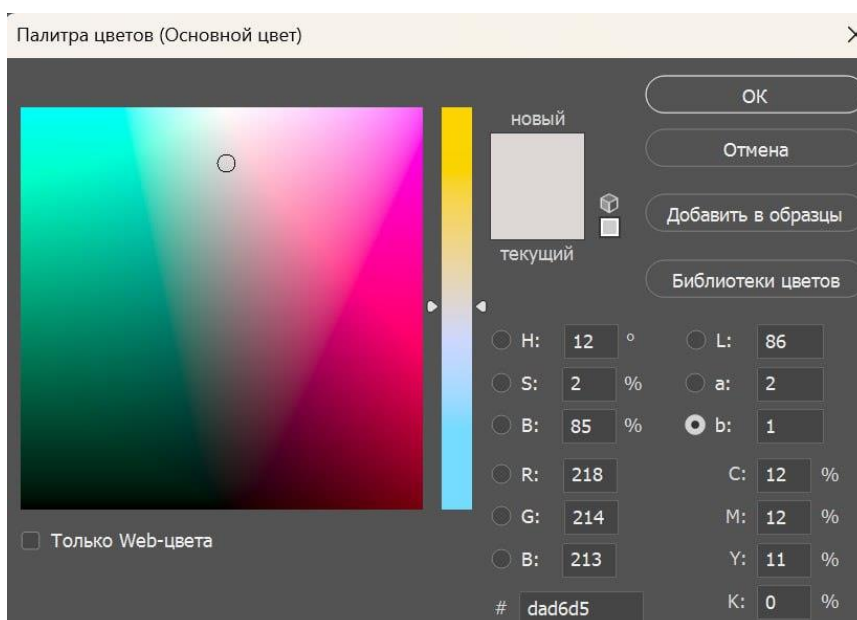 Палитра цветов (Основной цвет)
новый
текущий
ОК
Отмена
Добавить в образцы
Библиотеки цветов
H: 12 °
S: 2 %
B: 85 %
R: 218
G: 214
B: 213
# dad6d5
L: 86
a: 2
b: 1
C: 12 %
M: 12 %
Y: 11 %
K: 0 %
Только Web-цвета